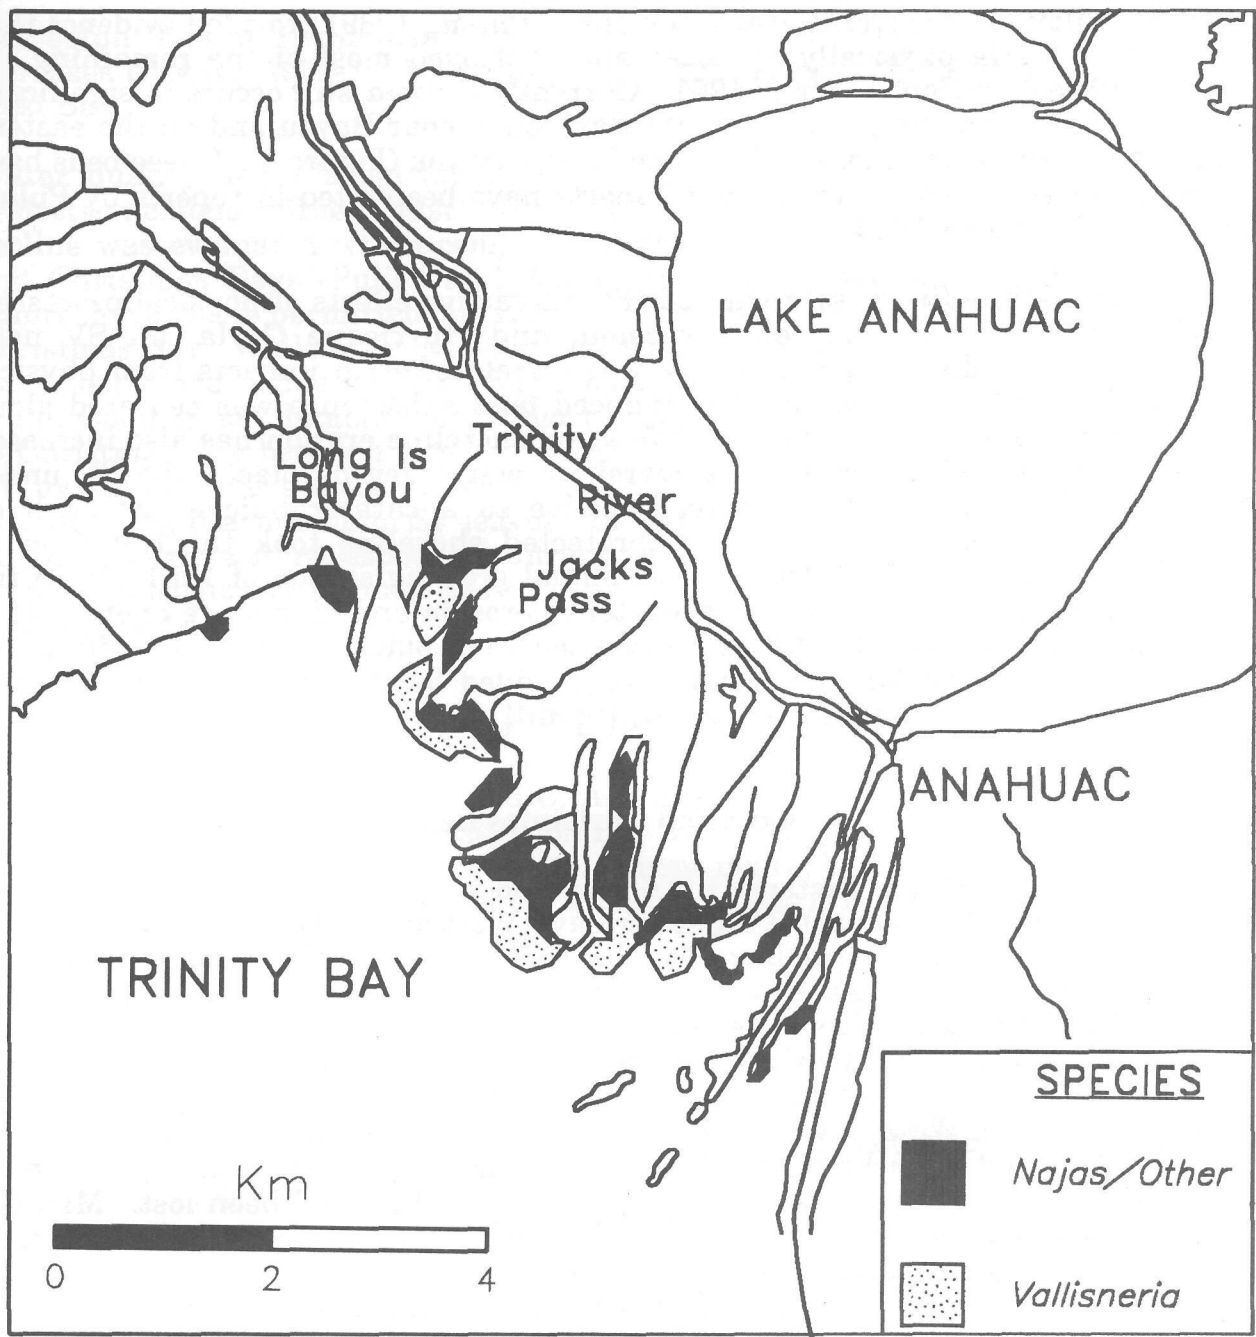 LAKE ANAHUAC
Trinity
River
Long Is
Bayou
Jacks
Pass
ANAHUAC
TRINITY BAY
SPECIES
Najas/Other
Vallisneria
Km
0 2 4